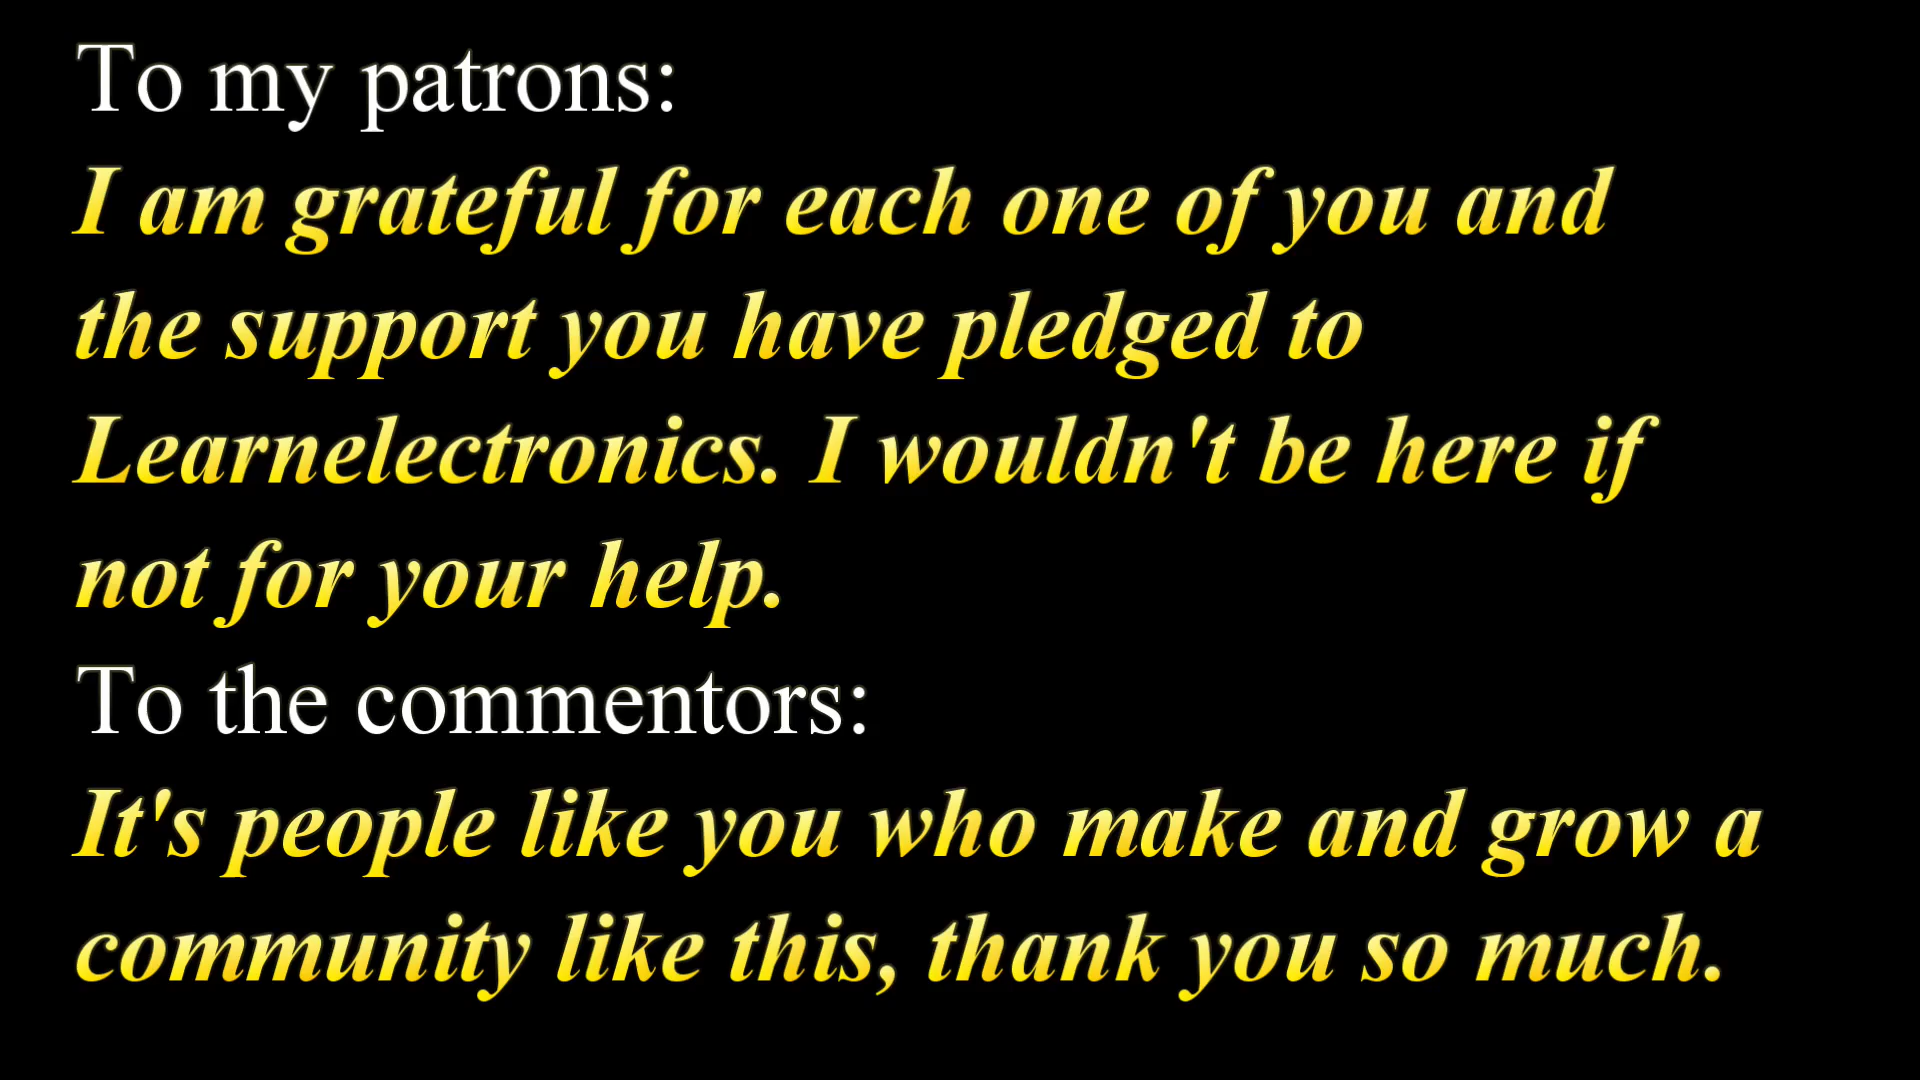 To my patrons:
I am grateful for each one of you and
the support you have pledged to
Learnelectronics. I wouldn't be here if
not for your help.
To the commentors:
It's people like you who make and grow a
community like this, thank you so much.